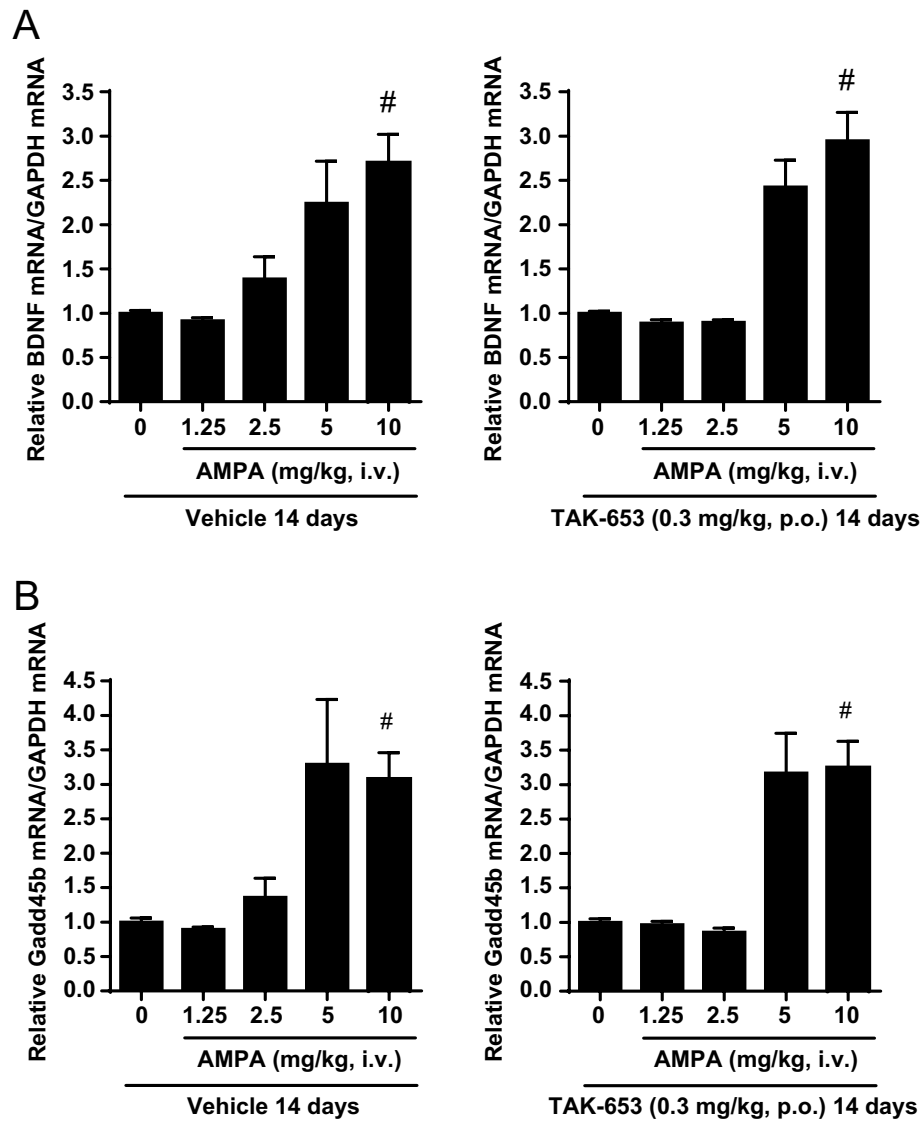 A
Relative BDNF mRNA/GAPDH mRNA
3.5
3.0
2.5
2.0
1.5
1.0
0.5
0.0
#
0 1.25 2.5 5 10
AMPA (mg/kg, i.v.)
Vehicle 14 days
Relative BDNF mRNA/GAPDH mRNA
3.5
3.0
2.5
2.0
1.5
1.0
0.5
0.0
#
0 1.25 2.5 5 10
AMPA (mg/kg, i.v.)
TAK-653 (0.3 mg/kg, p.o.) 14 days
B
Relative Gadd45b mRNA/GAPDH mRNA
4.5
4.0
3.5
3.0
2.5
2.0
1.5
1.0
0.5
0.0
#
0 1.25 2.5 5 10
AMPA (mg/kg, i.v.)
Vehicle 14 days
Relative Gadd45b mRNA/GAPDH mRNA
4.5
4.0
3.5
3.0
2.5
2.0
1.5
1.0
0.5
0.0
#
0 1.25 2.5 5 10
AMPA (mg/kg, i.v.)
TAK-653 (0.3 mg/kg, p.o.) 14 days